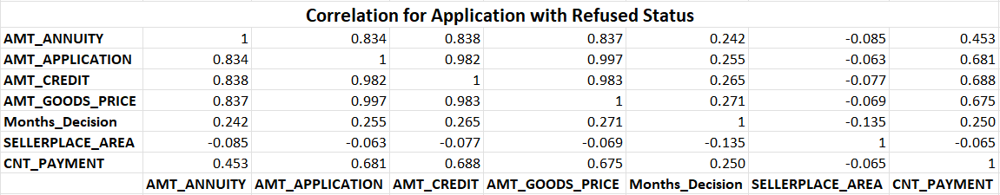 Correlation for Application with Refused Status
AMT_ANNUITY 1 0.834 0.838 0.837 0.242 -0.085 0.453
AMT_APPLICATION 0.834 1 0.982 0.997 0.255 -0.063 0.681
AMT_CREDIT 0.838 0.982 1 0.983 0.265 -0.077 0.688
AMT_GOODS_PRICE 0.837 0.997 0.983 1 0.271 -0.069 0.675
Months_Decision 0.242 0.255 0.265 0.271 1 -0.135 0.250
SELLERPLACE_AREA -0.085 -0.063 -0.077 -0.069 -0.135 1 -0.065
CNT_PAYMENT 0.453 0.681 0.688 0.675 0.250 -0.065 1
AMT_ANNUITY AMT_APPLICATION AMT_CREDIT AMT_GOODS_PRICE Months_Decision SELLERPLACE_AREA CNT_PAYMENT